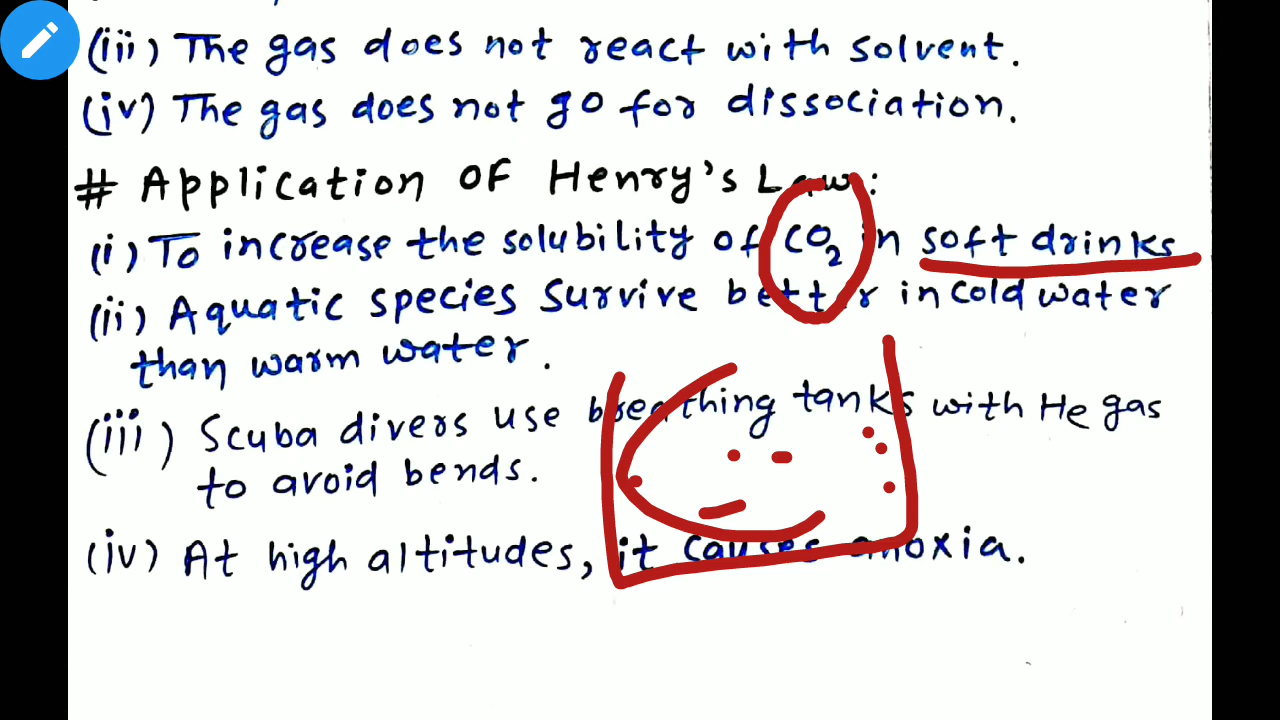 (iii) The gas does not react with solvent.
(iv) The gas does not go for dissociation.
# Application OF Henry's Law:
(i) To increase the solubility of CO₂ in soft drinks
(ii) Aquatic species survive better in cold water
than warm water.
(iii) Scuba divers use breathing tanks with He gas
to avoid bends.
(iv) At high altitudes, it causes anoxia.